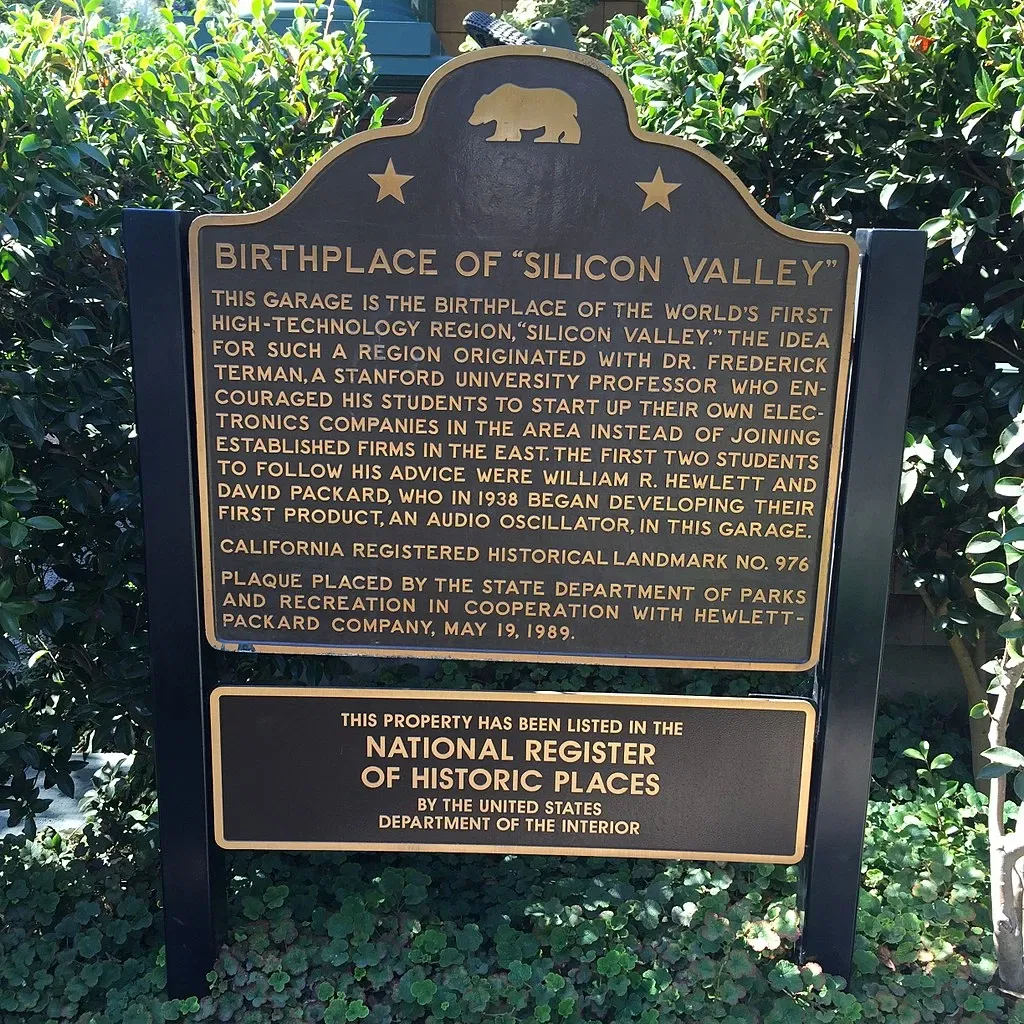 BIRTHPLACE OF “SILICON VALLEY”
THIS GARAGE IS THE BIRTHPLACE OF THE WORLD'S FIRST
HIGH-TECHNOLOGY REGION, “SILICON VALLEY.” THE IDEA
FOR SUCH A REGION ORIGINATED WITH DR. FREDERICK
TERMAN, A STANFORD UNIVERSITY PROFESSOR WHO EN-
COURAGED HIS STUDENTS TO START UP THEIR OWN ELEC-
TRONICS COMPANIES IN THE AREA INSTEAD OF JOINING
ESTABLISHED FIRMS IN THE EAST. THE FIRST TWO STUDENTS
TO FOLLOW HIS ADVICE WERE WILLIAM R. HEWLETT AND
DAVID PACKARD, WHO IN 1938 BEGAN DEVELOPING THEIR
FIRST PRODUCT, AN AUDIO OSCILLATOR, IN THIS GARAGE.
CALIFORNIA REGISTERED HISTORICAL LANDMARK NO. 976
PLAQUE PLACED BY THE STATE DEPARTMENT OF PARKS
AND RECREATION IN COOPERATION WITH HEWLETT-
PACKARD COMPANY, MAY 19, 1989.
THIS PROPERTY HAS BEEN LISTED IN THE
NATIONAL REGISTER
OF HISTORIC PLACES
BY THE UNITED STATES
DEPARTMENT OF THE INTERIOR